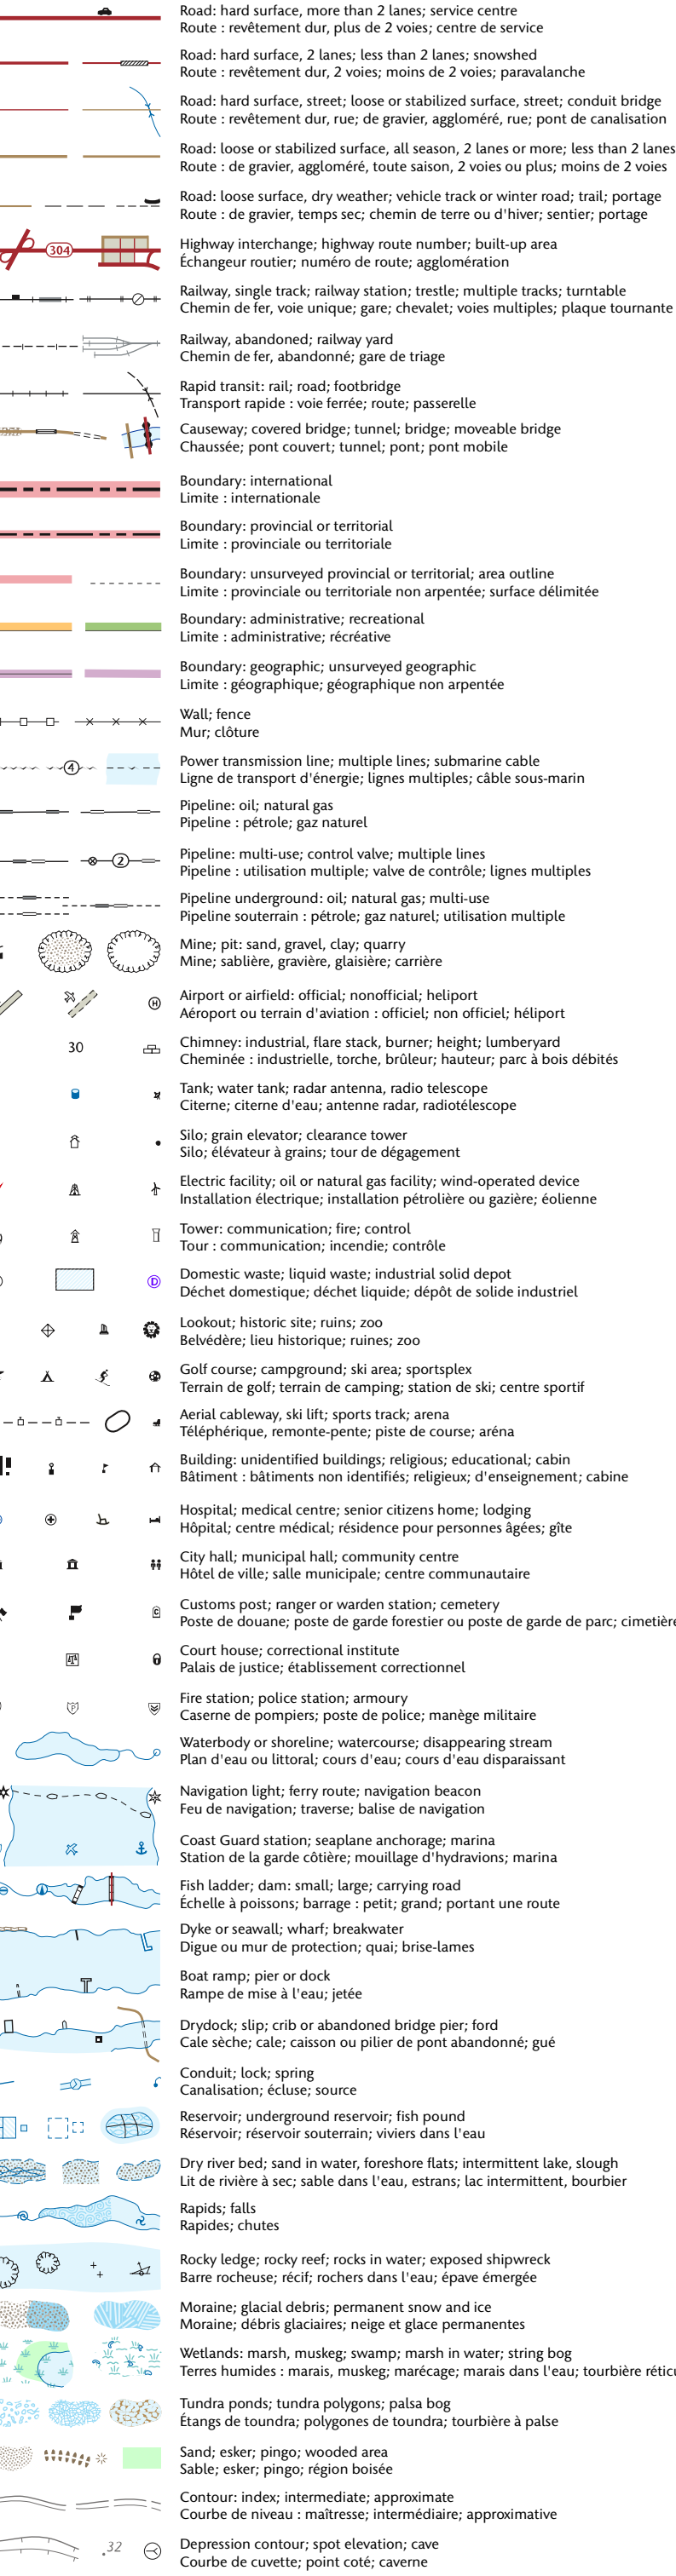 Road: hard surface, more than 2 lanes; service centre
Route : revêtement dur, plus de 2 voies; centre de service
Road: hard surface, 2 lanes; less than 2 lanes; snowshed
Route : revêtement dur, 2 voies; moins de 2 voies; paravalanche
Road: hard surface, street; loose or stabilized surface, street; conduit bridge
Route : revêtement dur, rue; de gravier, aggloméré, rue; pont de canalisation
Road: loose or stabilized surface, all season, 2 lanes or more; less than 2 lanes
Route : de gravier, aggloméré, toute saison, 2 voies ou plus; moins de 2 voies
Road: loose surface, dry weather; vehicle track or winter road; trail; portage
Route : de gravier, temps sec; chemin de terre ou d'hiver; sentier; portage
304
Highway interchange; highway route number; built-up area
Échangeur routier; numéro de route; agglomération
Railway, single track; railway station; trestle; multiple tracks; turntable
Chemin de fer, voie unique; gare; chevalet; voies multiples; plaque tournante
Railway, abandoned; railway yard
Chemin de fer, abandonné; gare de triage
Rapid transit: rail; road; footbridge
Transport rapide : voie ferrée; route; passerelle
Causeway; covered bridge; tunnel; bridge; moveable bridge
Chaussée; pont couvert; tunnel; pont; pont mobile
Boundary: international
Limite : internationale
Boundary: provincial or territorial
Limite : provinciale ou territoriale
Boundary: unsurveyed provincial or territorial; area outline
Limite : provinciale ou territoriale non arpentée; surface délimitée
Boundary: administrative; recreational
Limite : administrative; récréative
Boundary: geographic; unsurveyed geographic
Limite : géographique; géographique non arpentée
Wall; fence
Mur; clôture
4
Power transmission line; multiple lines; submarine cable
Ligne de transport d'énergie; lignes multiples; câble sous-marin
Pipeline: oil; natural gas
Pipeline : pétrole; gaz naturel
2
Pipeline: multi-use; control valve; multiple lines
Pipeline : utilisation multiple; valve de contrôle; lignes multiples
Pipeline underground: oil; natural gas; multi-use
Pipeline souterrain : pétrole; gaz naturel; utilisation multiple
Mine; pit: sand, gravel, clay; quarry
Mine; sablière, gravière, glaisière; carrière
H
Airport or airfield: official; nonofficial; heliport
Aéroport ou terrain d'aviation : officiel; non officiel; héliport
30
Chimney: industrial, flare stack, burner; height; lumberyard
Cheminée : industrielle, torche, brûleur; hauteur; parc à bois débités
Tank; water tank; radar antenna, radio telescope
Citerne; citerne d'eau; antenne radar, radiotélescope
Silo; grain elevator; clearance tower
Silo; élévateur à grains; tour de dégagement
Electric facility; oil or natural gas facility; wind-operated device
Installation électrique; installation pétrolière ou gazière; éolienne
Tower: communication; fire; control
Tour : communication; incendie; contrôle
D
Domestic waste; liquid waste; industrial solid depot
Déchet domestique; déchet liquide; dépôt de solide industriel
Lookout; historic site; ruins; zoo
Belvédère; lieu historique; ruines; zoo
Golf course; campground; ski area; sportsplex
Terrain de golf; terrain de camping; station de ski; centre sportif
Aerial cableway, ski lift; sports track; arena
Téléphérique, remonte-pente; piste de course; aréna
Building: unidentified buildings; religious; educational; cabin
Bâtiment : bâtiments non identifiés; religieux; d'enseignement; cabine
Hospital; medical centre; senior citizens home; lodging
Hôpital; centre médical; résidence pour personnes âgées; gîte
City hall; municipal hall; community centre
Hôtel de ville; salle municipale; centre communautaire
C
Customs post; ranger or warden station; cemetery
Poste de douane; poste de garde forestier ou poste de garde de parc; cimetière
Court house; correctional institute
Palais de justice; établissement correctionnel
P
Fire station; police station; armoury
Caserne de pompiers; poste de police; manège militaire
Waterbody or shoreline; watercourse; disappearing stream
Plan d'eau ou littoral; cours d'eau; cours d'eau disparaissant
Navigation light; ferry route; navigation beacon
Feu de navigation; traverse; balise de navigation
Coast Guard station; seaplane anchorage; marina
Station de la garde côtière; mouillage d'hydravions; marina
Fish ladder; dam: small; large; carrying road
Échelle à poissons; barrage : petit; grand; portant une route
Dyke or seawall; wharf; breakwater
Digue ou mur de protection; quai; brise-lames
Boat ramp; pier or dock
Rampe de mise à l'eau; jetée
Drydock; slip; crib or abandoned bridge pier; ford
Cale sèche; cale; caisson ou pilier de pont abandonné; gué
Conduit; lock; spring
Canalisation; écluse; source
Reservoir; underground reservoir; fish pound
Réservoir; réservoir souterrain; viviers dans l'eau
Dry river bed; sand in water, foreshore flats; intermittent lake, slough
Lit de rivière à sec; sable dans l'eau, estrans; lac intermittent, bourbier
Rapids; falls
Rapides; chutes
Rocky ledge; rocky reef; rocks in water; exposed shipwreck
Barre rocheuse; récif; rochers dans l'eau; épave émergée
Moraine; glacial debris; permanent snow and ice
Moraine; débris glaciaires; neige et glace permanentes
Wetlands: marsh, muskeg; swamp; marsh in water; string bog
Terres humides : marais, muskeg; marécage; marais dans l'eau; tourbière
Tundra ponds; tundra polygons; palsa bog
Étangs de toundra; polygones de toundra; tourbière à palse
Sand; esker; pingo; wooded area
Sable; esker; pingo; région boisée
Contour: index; intermediate; approximate
Courbe de niveau : maîtresse; intermédiaire; approximative
.32
Depression contour; spot elevation; cave
Courbe de cuvette; point coté; caverne